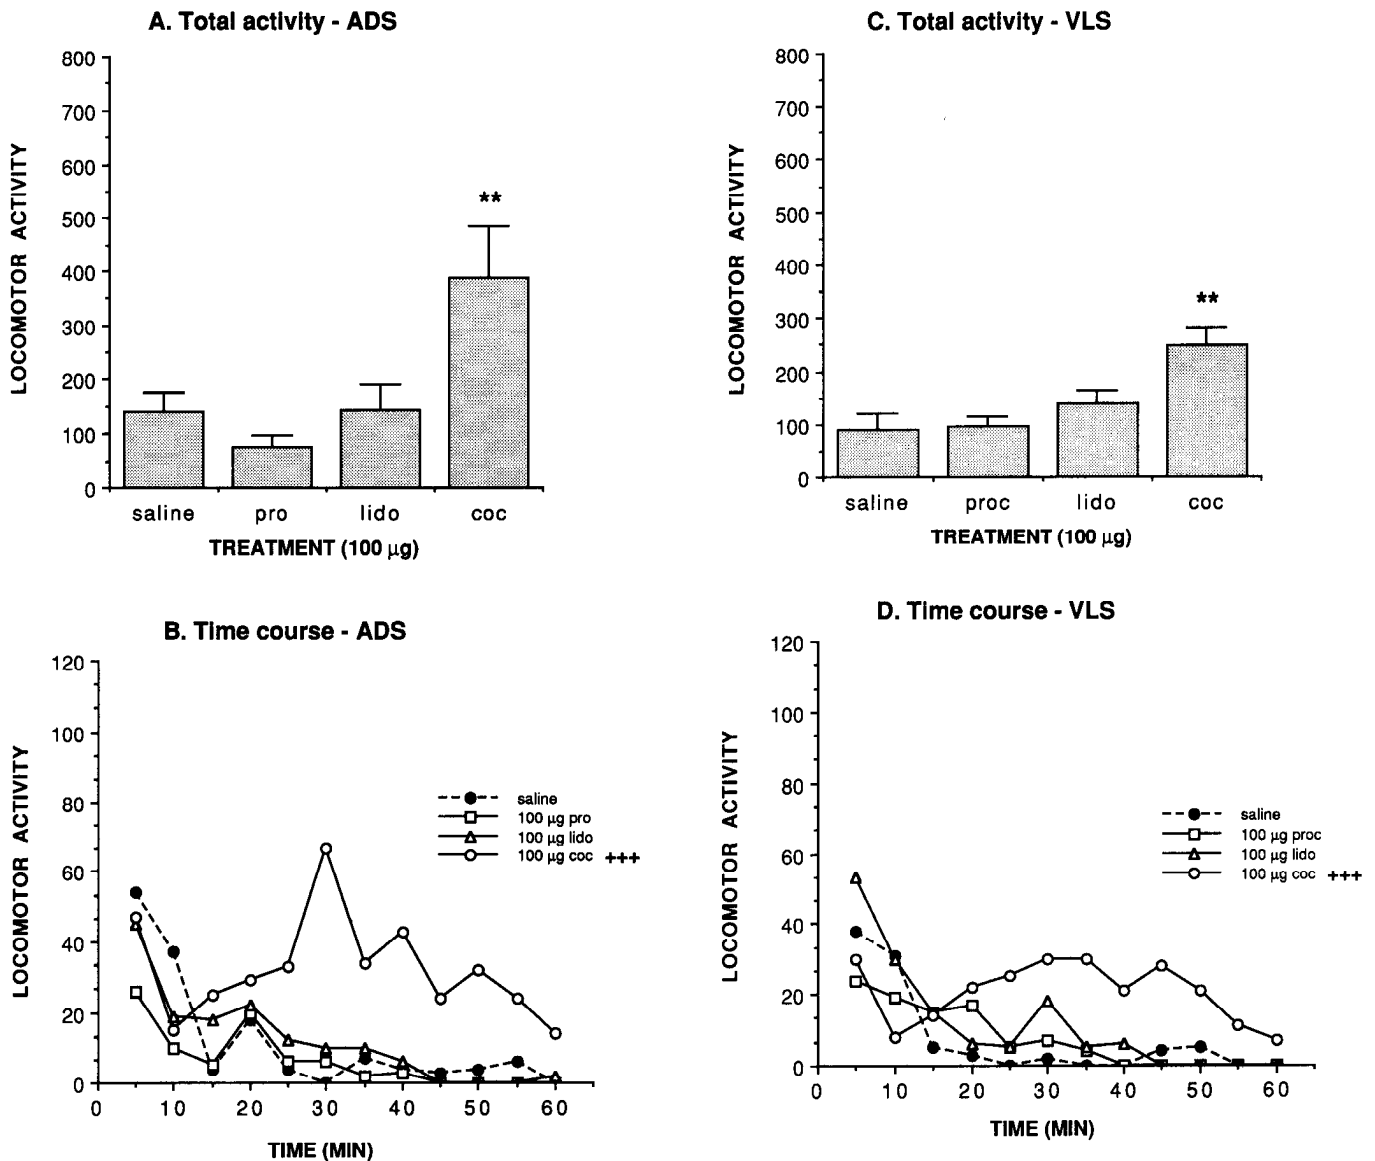 A. Total activity - ADS
800
700
600
500
400
300
200
100
0
LOCOMOTOR ACTIVITY
**
saline pro lido coc
TREATMENT (100 µg)
C. Total activity - VLS
800
700
600
500
400
300
200
100
0
LOCOMOTOR ACTIVITY
**
saline proc lido coc
TREATMENT (100 µg)
B. Time course - ADS
120
100
80
60
40
20
0
LOCOMOTOR ACTIVITY
saline
100 µg pro
100 µg lido
100 µg coc +++
0 10 20 30 40 50 60
TIME (MIN)
D. Time course - VLS
120
100
80
60
40
20
0
LOCOMOTOR ACTIVITY
saline
100 µg proc
100 µg lido
100 µg coc +++
0 10 20 30 40 50 60
TIME (MIN)